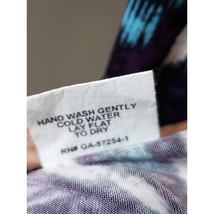 HAND WASH GENTLY
COLD WATER
LAY FLAT
TO DRY
RN# GA-57254-1